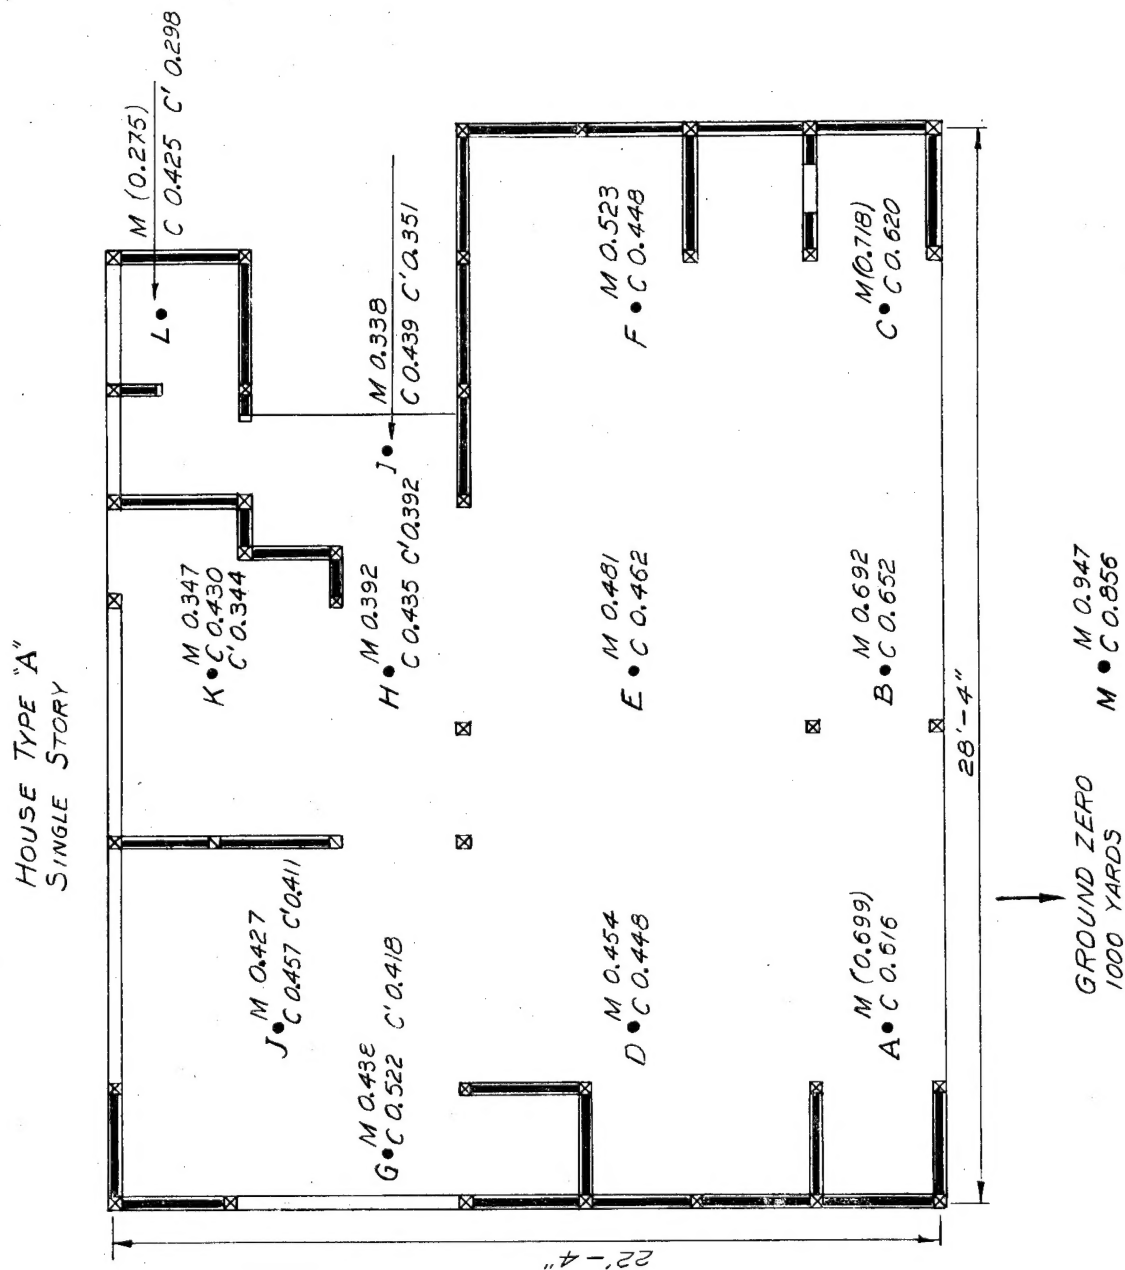 HOUSE TYPE "A"
SINGLE STORY
M (0.275)
C 0.425 C' 0.298
L
M 0.347
K C 0.430
C' 0.344
M 0.427
J C 0.457 C' 0.411
M 0.338
C 0.439 C' 0.351
I
M
G C 0.522 C' 0.418
H M 0.392
C 0.435 C' 0.392
M 0.454
D C 0.448
M 0.481
E C 0.462
M 0.523
F C 0.448
M (0.699)
A C 0.616
M 0.692
B C 0.652
M (0.718)
C C 0.620
22'-4"
28'-4"
GROUND ZERO
1000 YARDS
M 0.947
M C 0.856